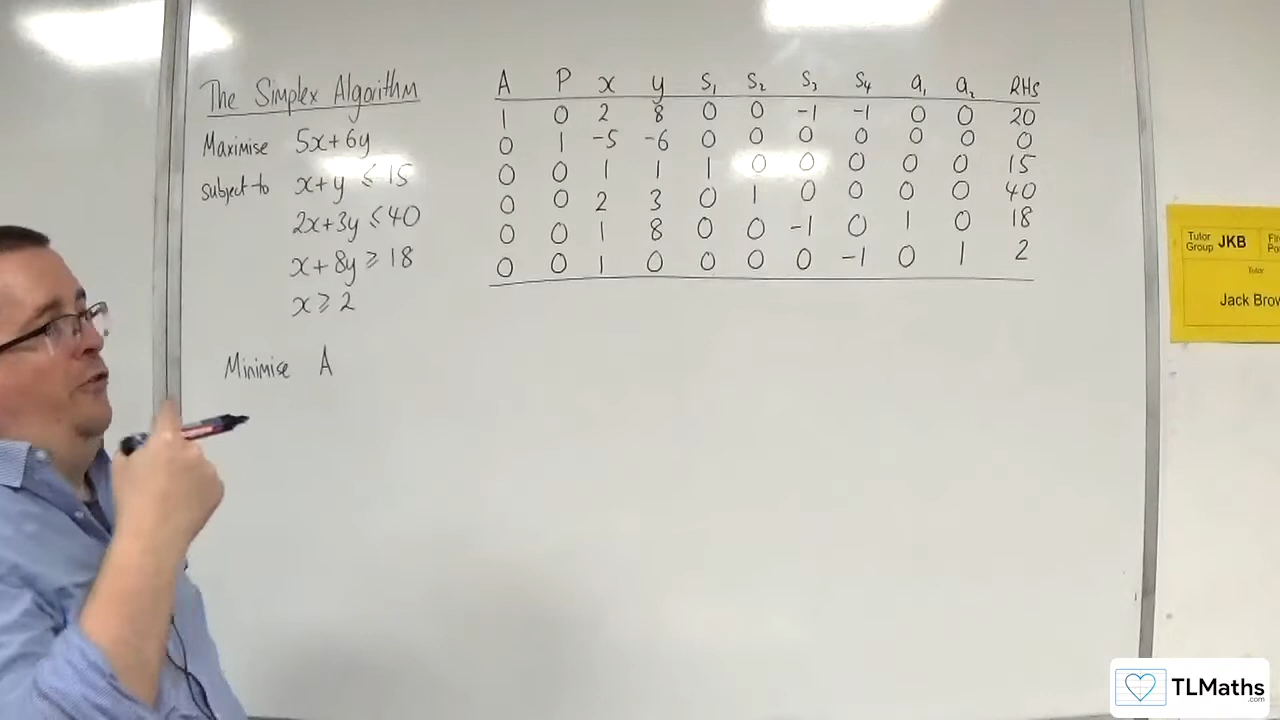 The Simplex Algorithm
Maximise 5x+6y
subject to x+y ≤ 15
2x+3y ≤ 40
x+8y ≥ 18
x ≥ 2
Minimise A
A P x y S₁ S₂ S₃ S₄ a₁ a₂ RHS
1 0 2 8 0 0 -1 -1 0 0 20
0 1 -5 -6 0 0 0 0 0 0 0
0 0 1 1 1 0 0 0 0 0 15
0 0 2 3 0 1 0 0 0 0 40
0 0 1 8 0 0 -1 0 1 0 18
0 0 1 0 0 0 0 -1 0 1 2
Tutor
Group JKB
Tutor
Jack
TLMaths
.com